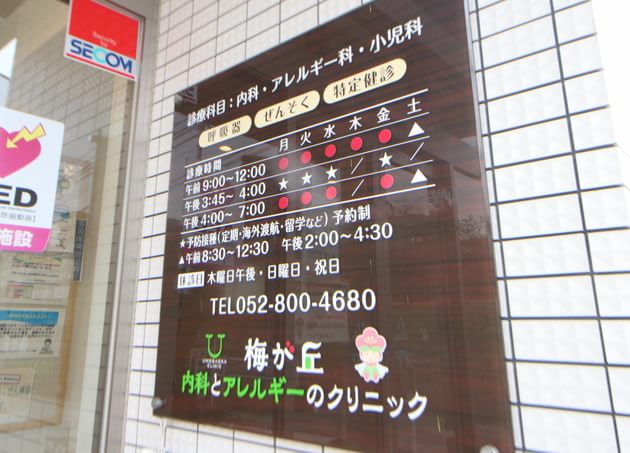 Security by
SECOM
ED
施設
診療科目：内科・アレルギー科・小児科
呼吸器 ぜんそく 特定健診
診療時間 月 火 水 木 金 土
午前 9:00～12:00 ● ● ● ● ● ▲
午後 3:45～ 4:00 ★ ★ ★ ／ ★ ／
午後 4:00～ 7:00 ● ● ● ／ ● ▲
★予防接種(定期・海外渡航・留学など) 予約制
▲午前8:30～12:30 午後2:00～4:30
休診日 木曜日午後・日曜日・祝日
TEL052-800-4680
UMEGAOKA CLINIC
梅が丘
内科とアレルギーのクリニック